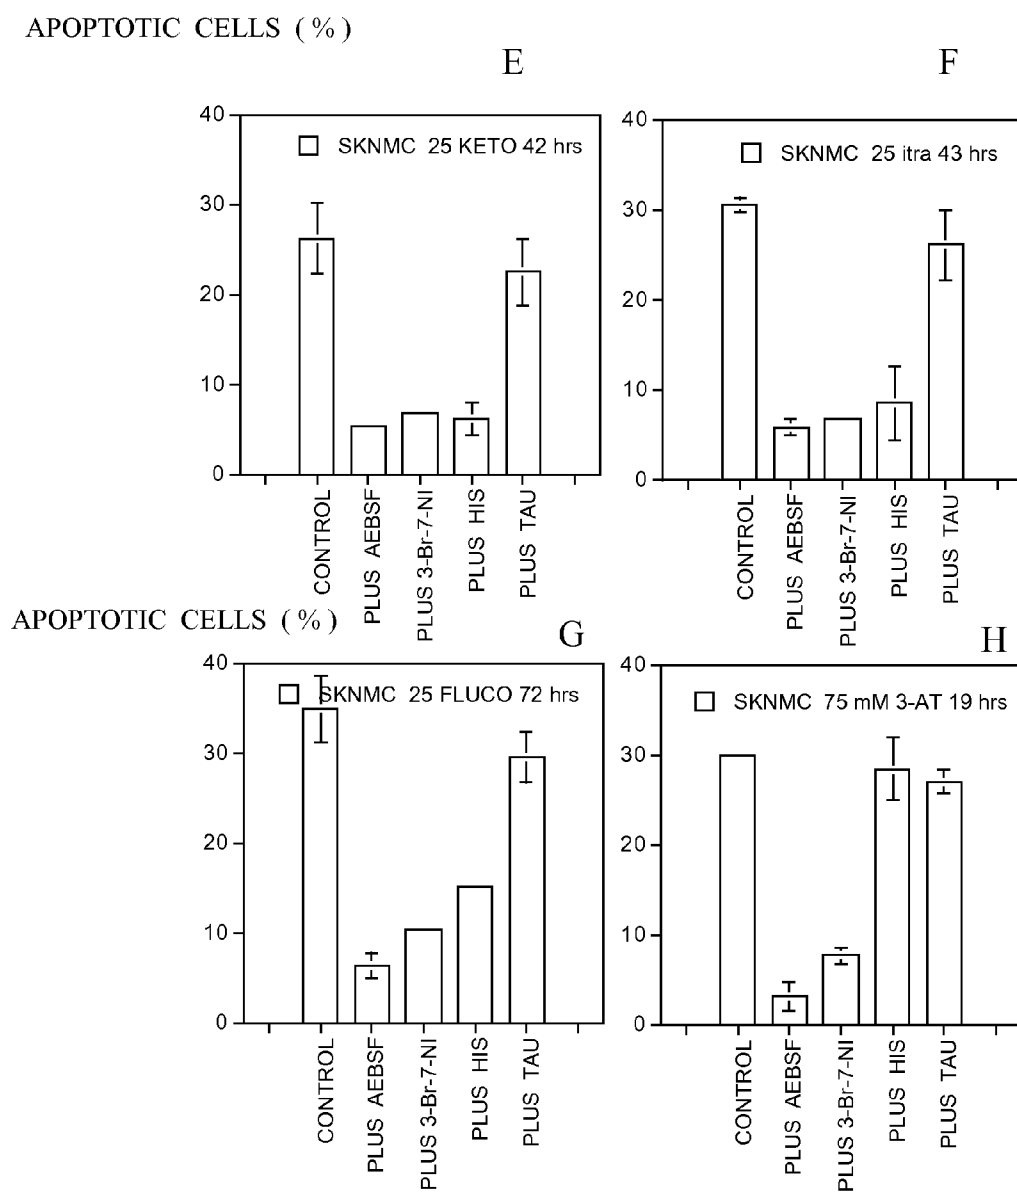 APOPTOTIC CELLS (%)
E
F
40
30
20
10
0
SKNMC 25 KETO 42 hrs
CONTROL
PLUS AEBSF
PLUS 3-Br-7-NI
PLUS HIS
PLUS TAU
40
30
20
10
0
SKNMC 25 itra 43 hrs
CONTROL
PLUS AEBSF
PLUS 3-Br-7-NI
PLUS HIS
PLUS TAU
APOPTOTIC CELLS (%)
G
H
40
30
20
10
0
SKNMC 25 FLUCO 72 hrs
CONTROL
PLUS AEBSF
PLUS 3-Br-7-NI
PLUS HIS
PLUS TAU
40
30
20
10
0
SKNMC 75 mM 3-AT 19 hrs
CONTROL
PLUS AEBSF
PLUS 3-Br-7-NI
PLUS HIS
PLUS TAU